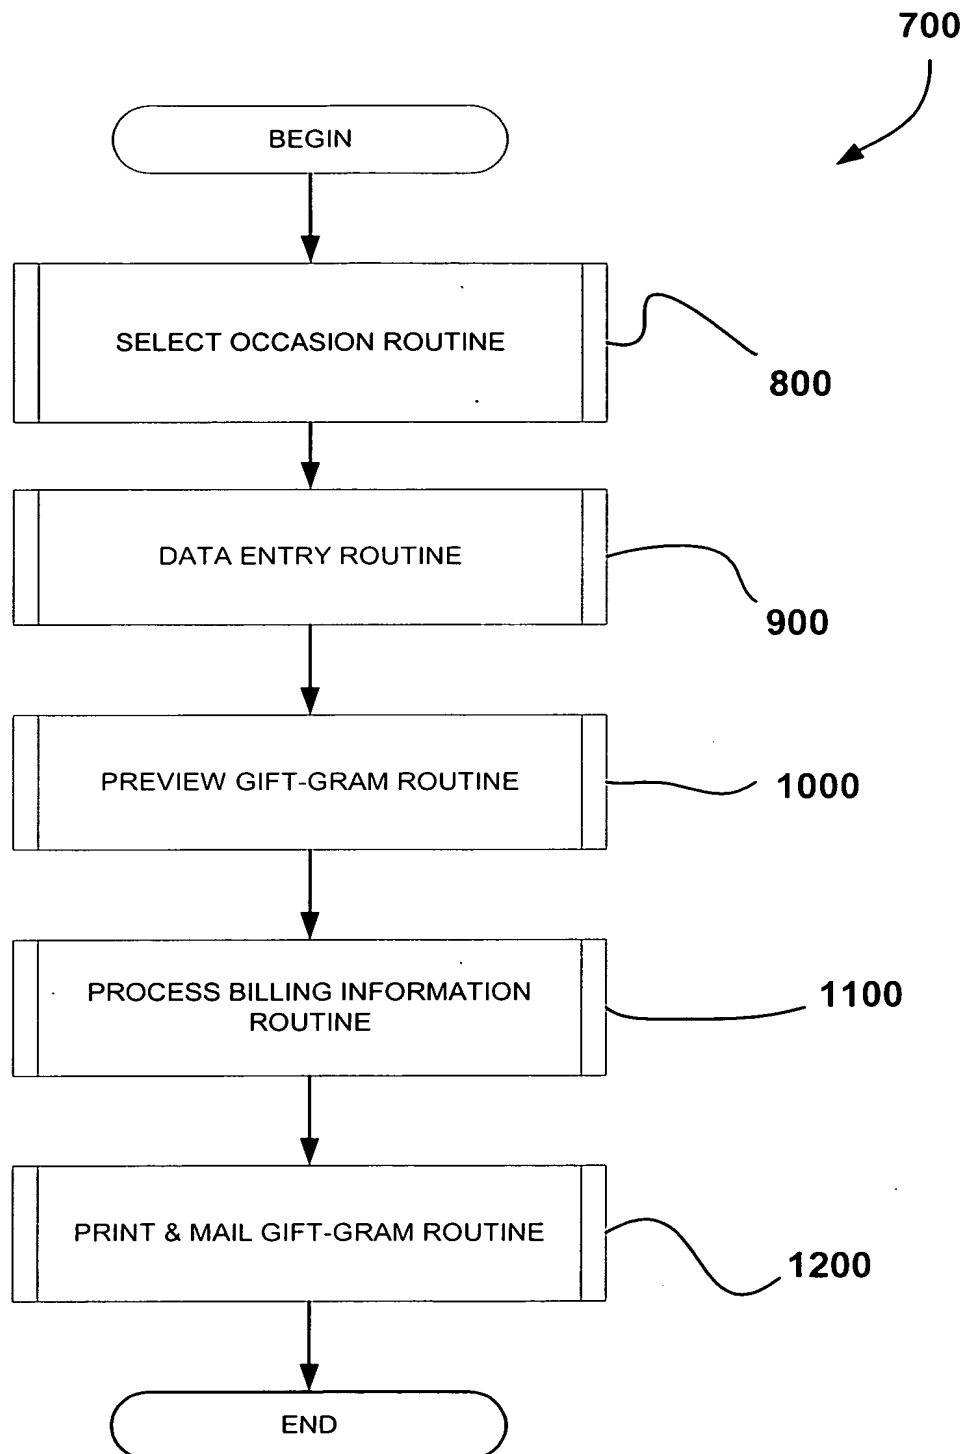 700
BEGIN
SELECT OCCASION ROUTINE
800
DATA ENTRY ROUTINE
900
PREVIEW GIFT-GRAM ROUTINE
1000
PROCESS BILLING INFORMATION
ROUTINE
1100
PRINT & MAIL GIFT-GRAM ROUTINE
1200
END